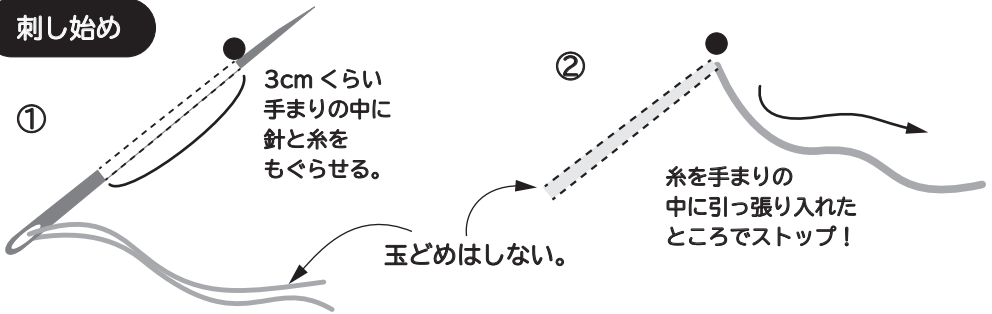 刺し始め
①
3cm くらい
手まりの中に
針と糸を
もぐらせる。
②
糸を手まりの
中に引っ張り入れた
ところでストップ！
玉どめはしない。